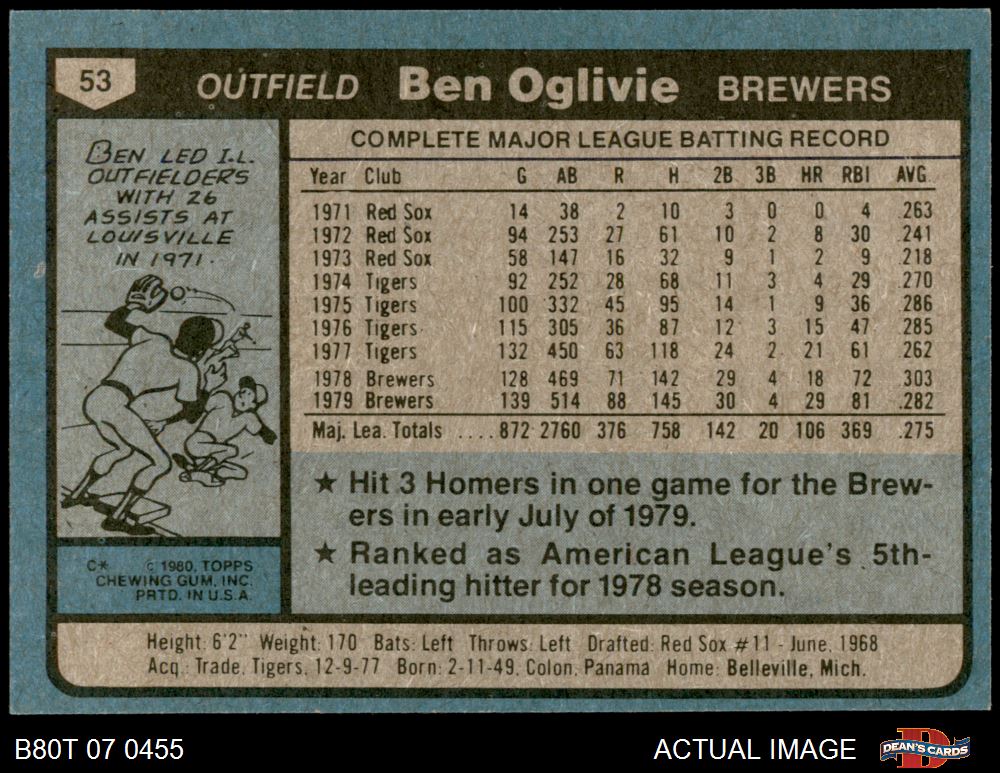 53 OUTFIELD Ben Oglivie BREWERS
BEN LED I.L.
OUTFIELDERS
WITH 26
ASSISTS AT
LOUISVILLE
IN 1971.
COMPLETE MAJOR LEAGUE BATTING RECORD
Year Club G AB R H 2B 3B HR RBI AVG.
1971 Red Sox 14 38 2 10 3 0 0 4 .263
1972 Red Sox 94 253 27 61 10 2 8 30 .241
1973 Red Sox 58 147 16 32 9 1 2 9 .218
1974 Tigers 92 252 28 68 11 3 4 29 .270
1975 Tigers 100 332 45 95 14 1 9 36 .286
1976 Tigers 115 305 36 87 12 3 15 47 .285
1977 Tigers 132 450 63 118 24 2 21 61 .262
1978 Brewers 128 469 71 142 29 4 18 72 .303
1979 Brewers 139 514 88 145 30 4 29 81 .282
Maj. Lea. Totals .... 872 2760 376 758 142 20 106 369 .275
★ Hit 3 Homers in one game for the Brew-
ers in early July of 1979.
★ Ranked as American League's 5th-
leading hitter for 1978 season.
C* © 1980, TOPPS
CHEWING GUM, INC.
PRTD. IN U.S.A.
Height: 6'2" Weight: 170 Bats: Left Throws: Left Drafted: Red Sox #11 - June, 1968
Acq.: Trade, Tigers, 12-9-77 Born: 2-11-49, Colon, Panama Home: Belleville, Mich.
B80T 07 0455 ACTUAL IMAGE DEAN'S CARDS